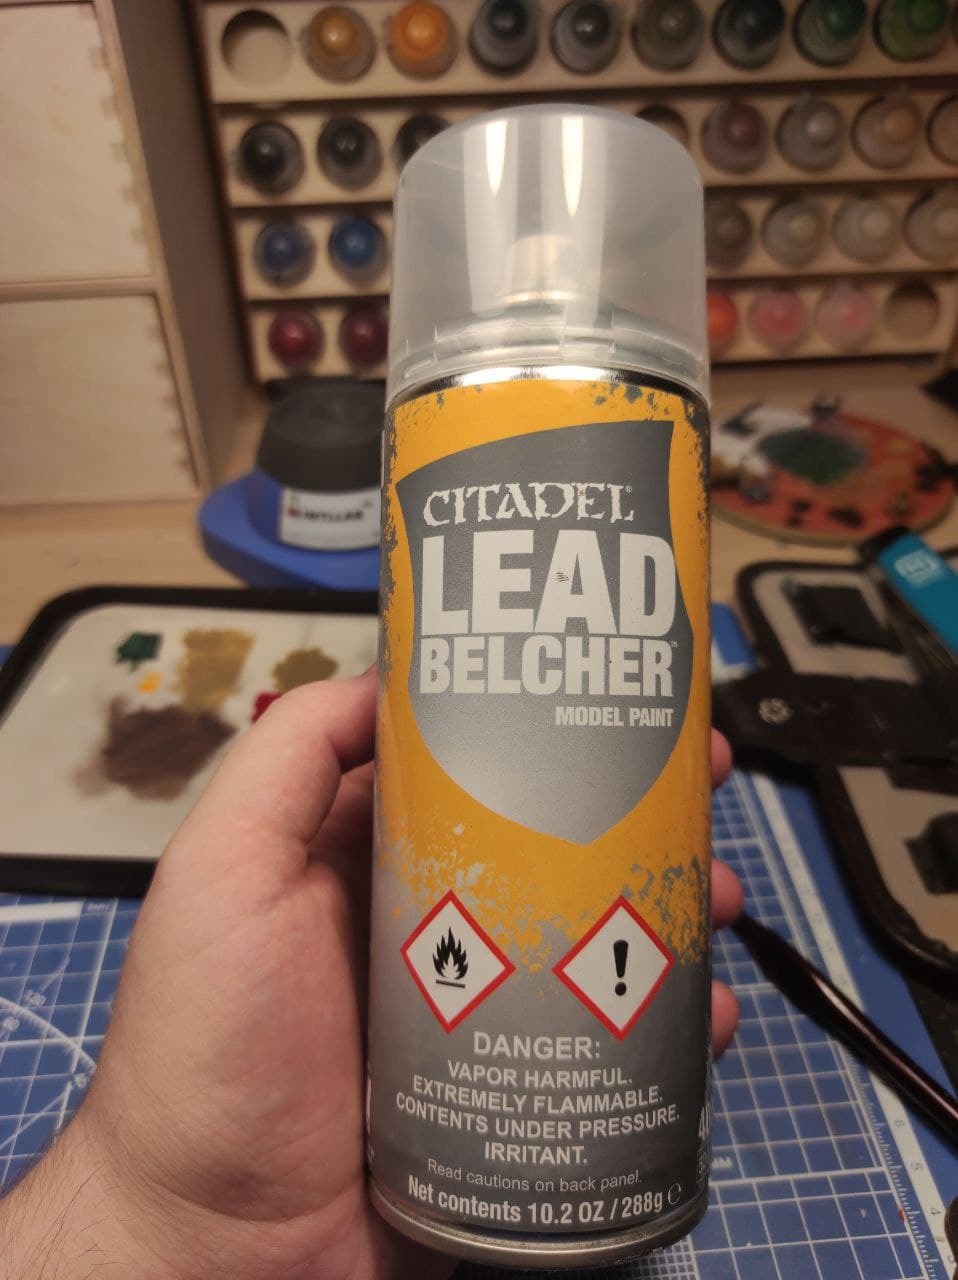 CITADEL®
LEAD
BELCHER™
MODEL PAINT
DANGER:
VAPOR HARMFUL.
EXTREMELY FLAMMABLE.
CONTENTS UNDER PRESSURE.
IRRITANT.
Read cautions on back panel.
Net contents 10.2 OZ / 288g ℮